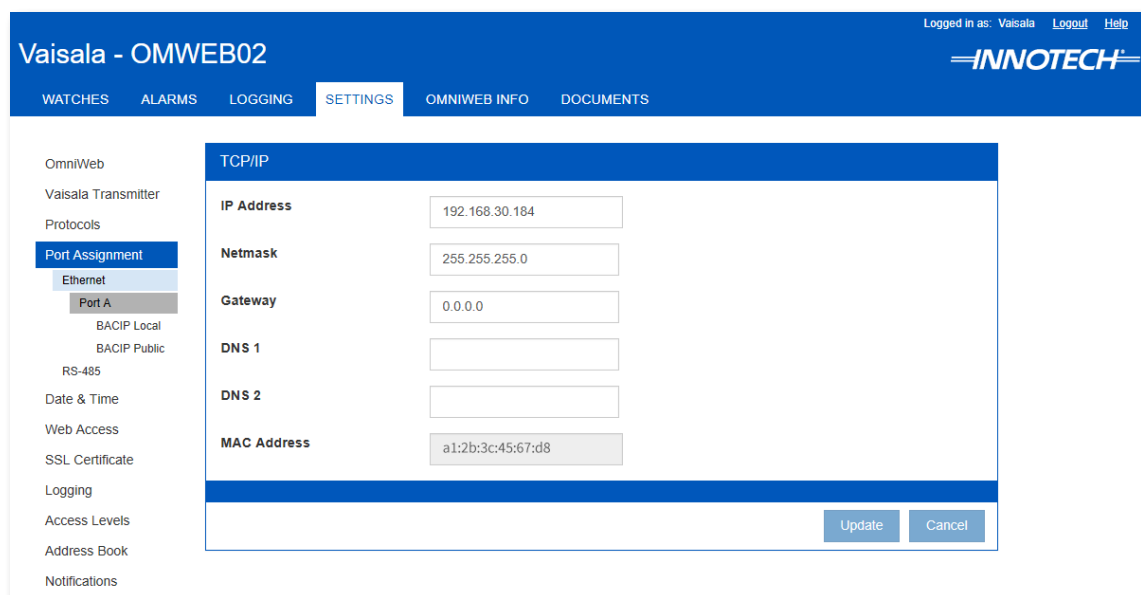 Logged in as: Vaisala Logout Help
Vaisala - OMWEB02
INNOTECH
WATCHES ALARMS LOGGING SETTINGS OMNIWEB INFO DOCUMENTS
OmniWeb
Vaisala Transmitter
Protocols
Port Assignment
Ethernet
Port A
BACIP Local
BACIP Public
RS-485
Date & Time
Web Access
SSL Certificate
Logging
Access Levels
Address Book
Notifications
TCP/IP
IP Address 192.168.30.184
Netmask 255.255.255.0
Gateway 0.0.0.0
DNS 1
DNS 2
MAC Address a1:2b:3c:45:67:d8
Update Cancel